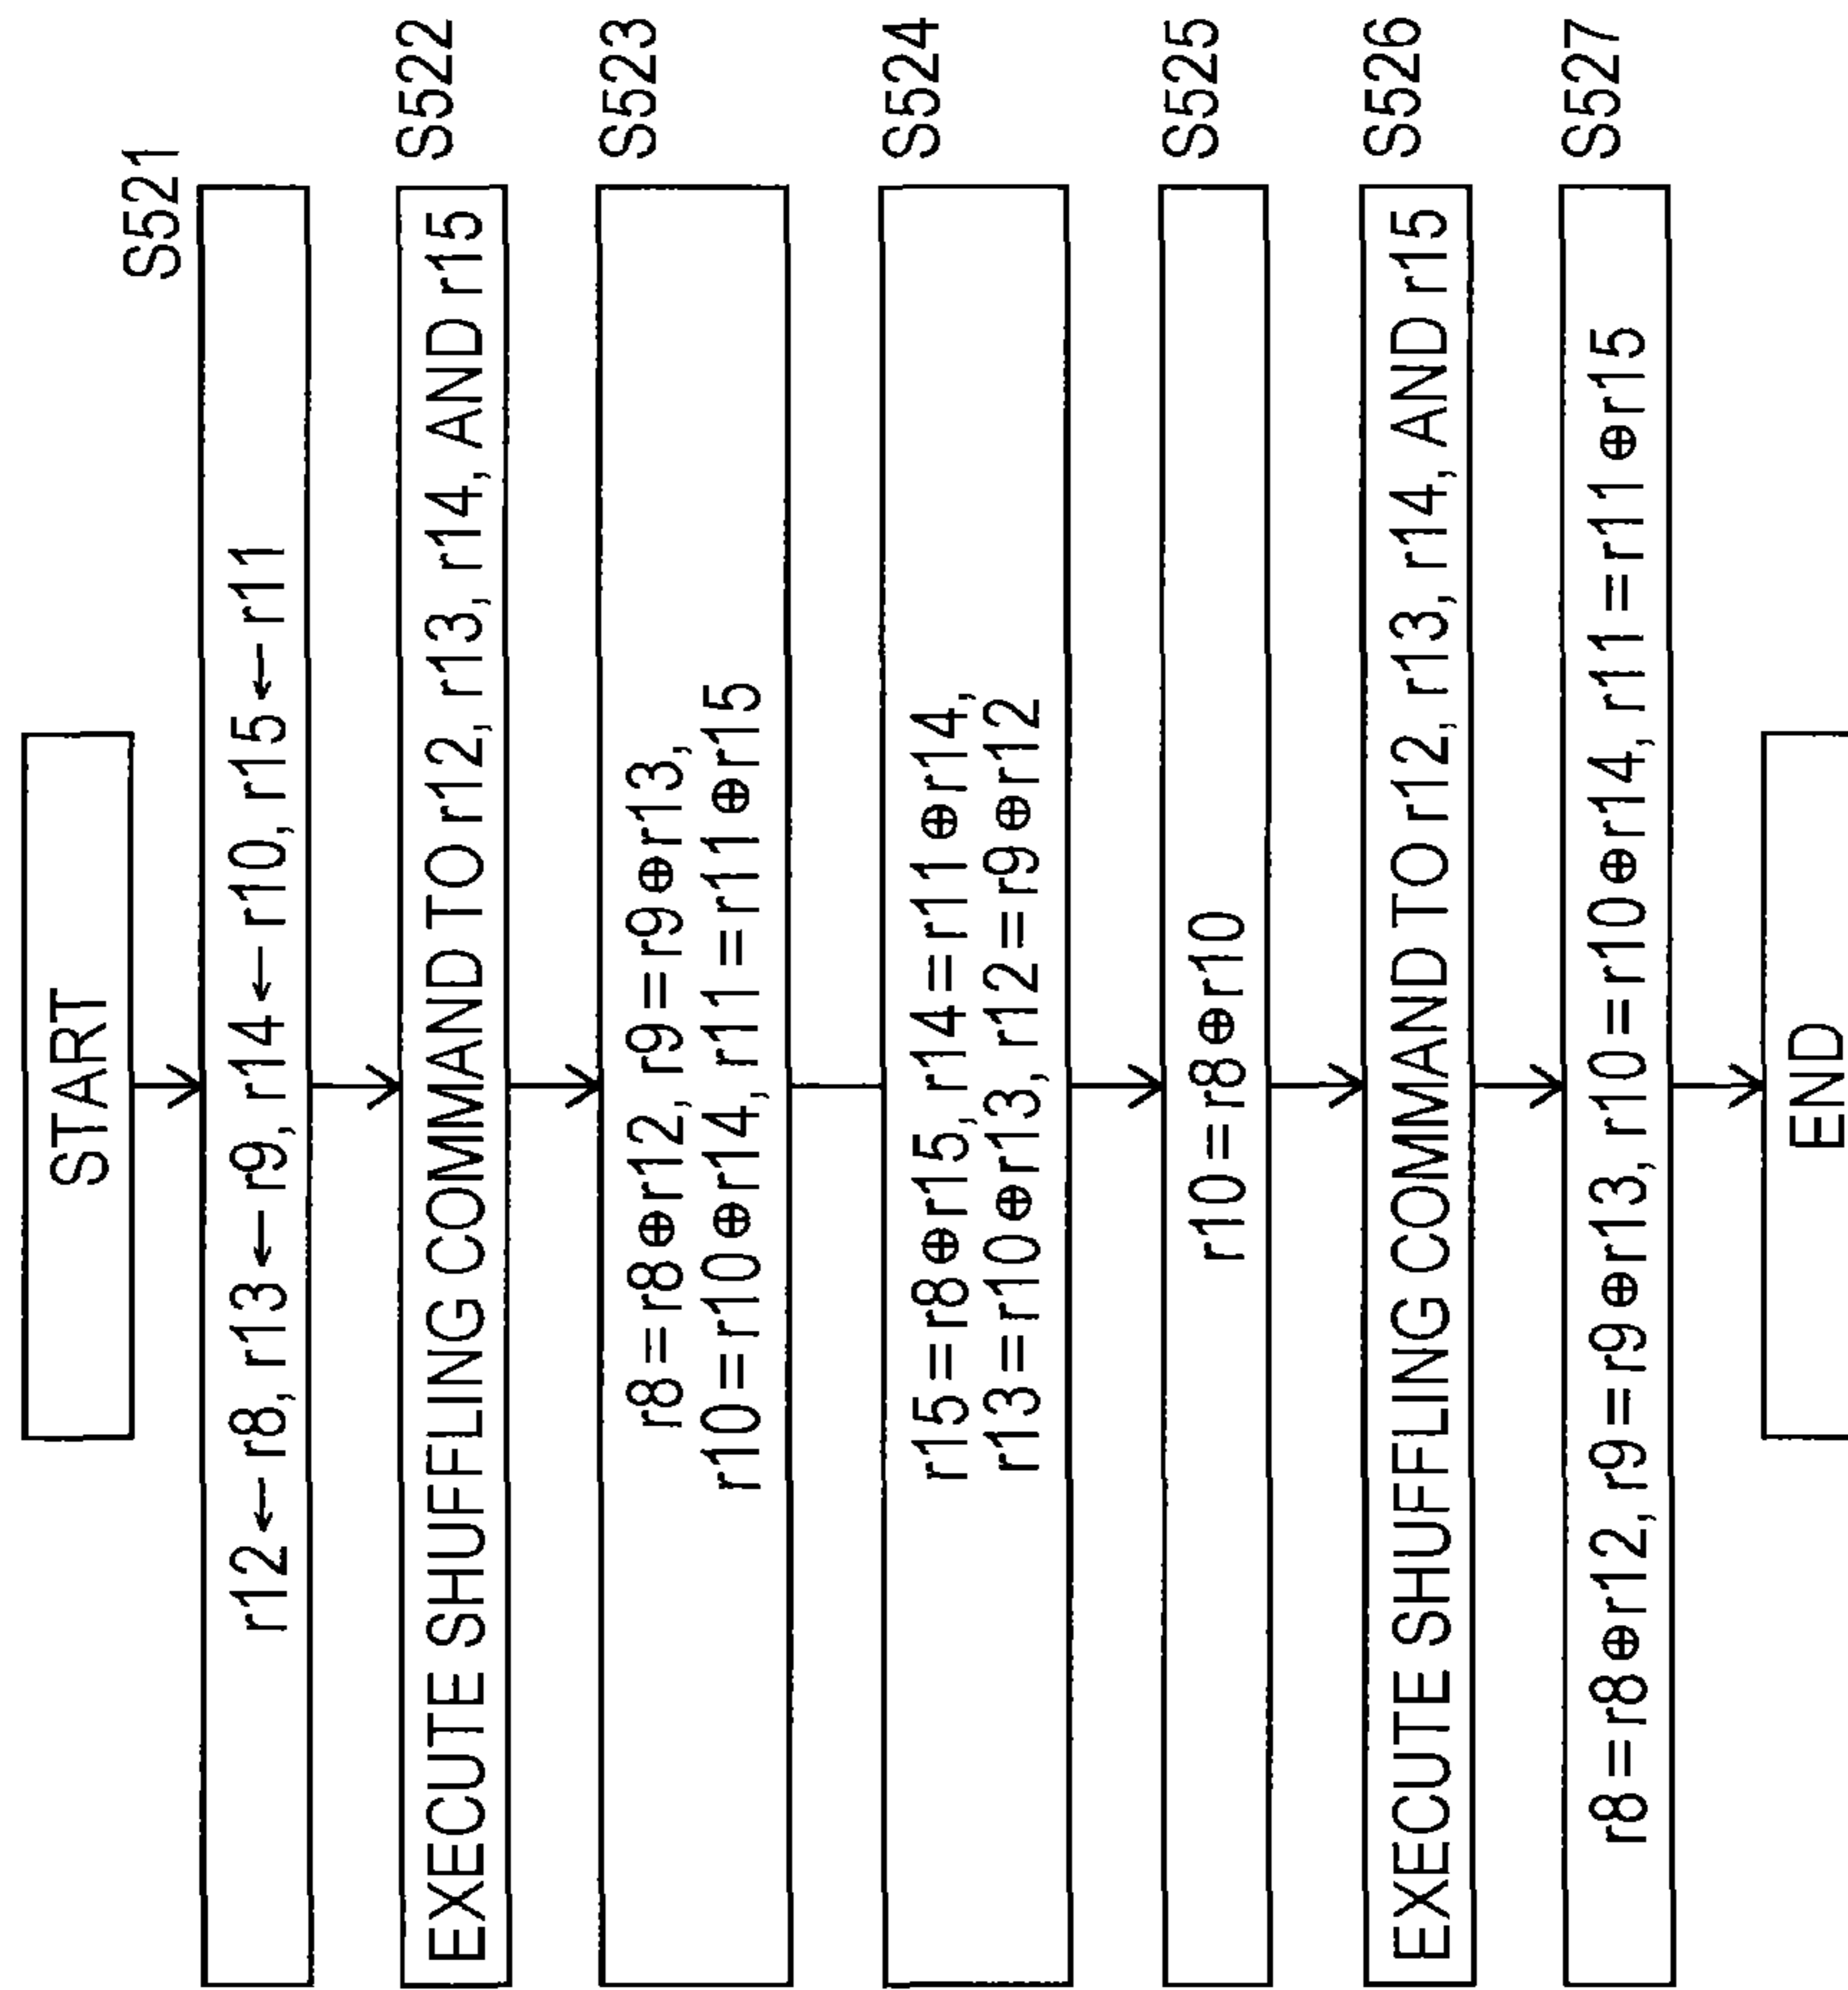 START
S521
r12←r8, r13←r9, r14←r10, r15←r11
S522
EXECUTE SHUFFLING COMMAND TO r12, r13, r14, AND r15
S523
r8=r8⊕r12, r9=r9⊕r13,
r10=r10⊕r14, r11=r11⊕r15
S524
r15=r8⊕r15, r14=r11⊕r14,
r13=r10⊕r13, r12=r9⊕r12
S525
r10=r8⊕r10
S526
EXECUTE SHUFFLING COMMAND TO r12, r13, r14, AND r15
S527
r8=r8⊕r12, r9=r9⊕r13, r10=r10⊕r14, r11=r11⊕r15
END